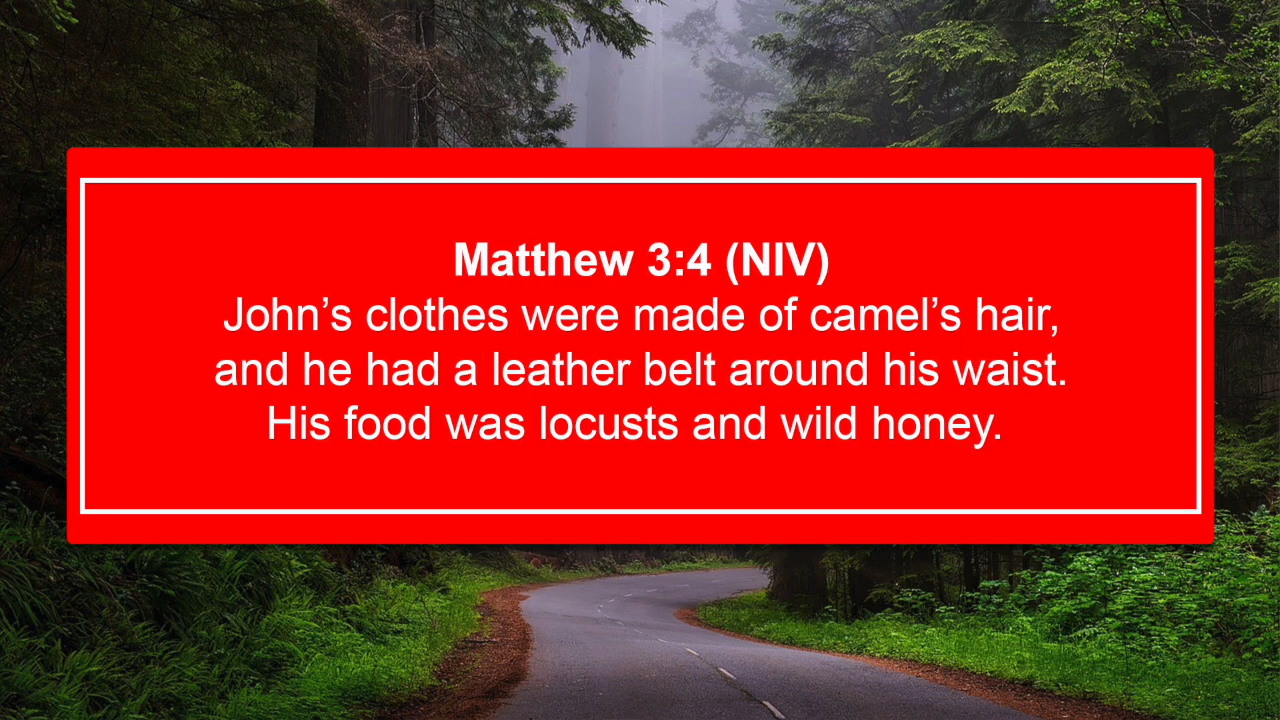 Matthew 3:4 (NIV)
John’s clothes were made of camel’s hair,
and he had a leather belt around his waist.
His food was locusts and wild honey.